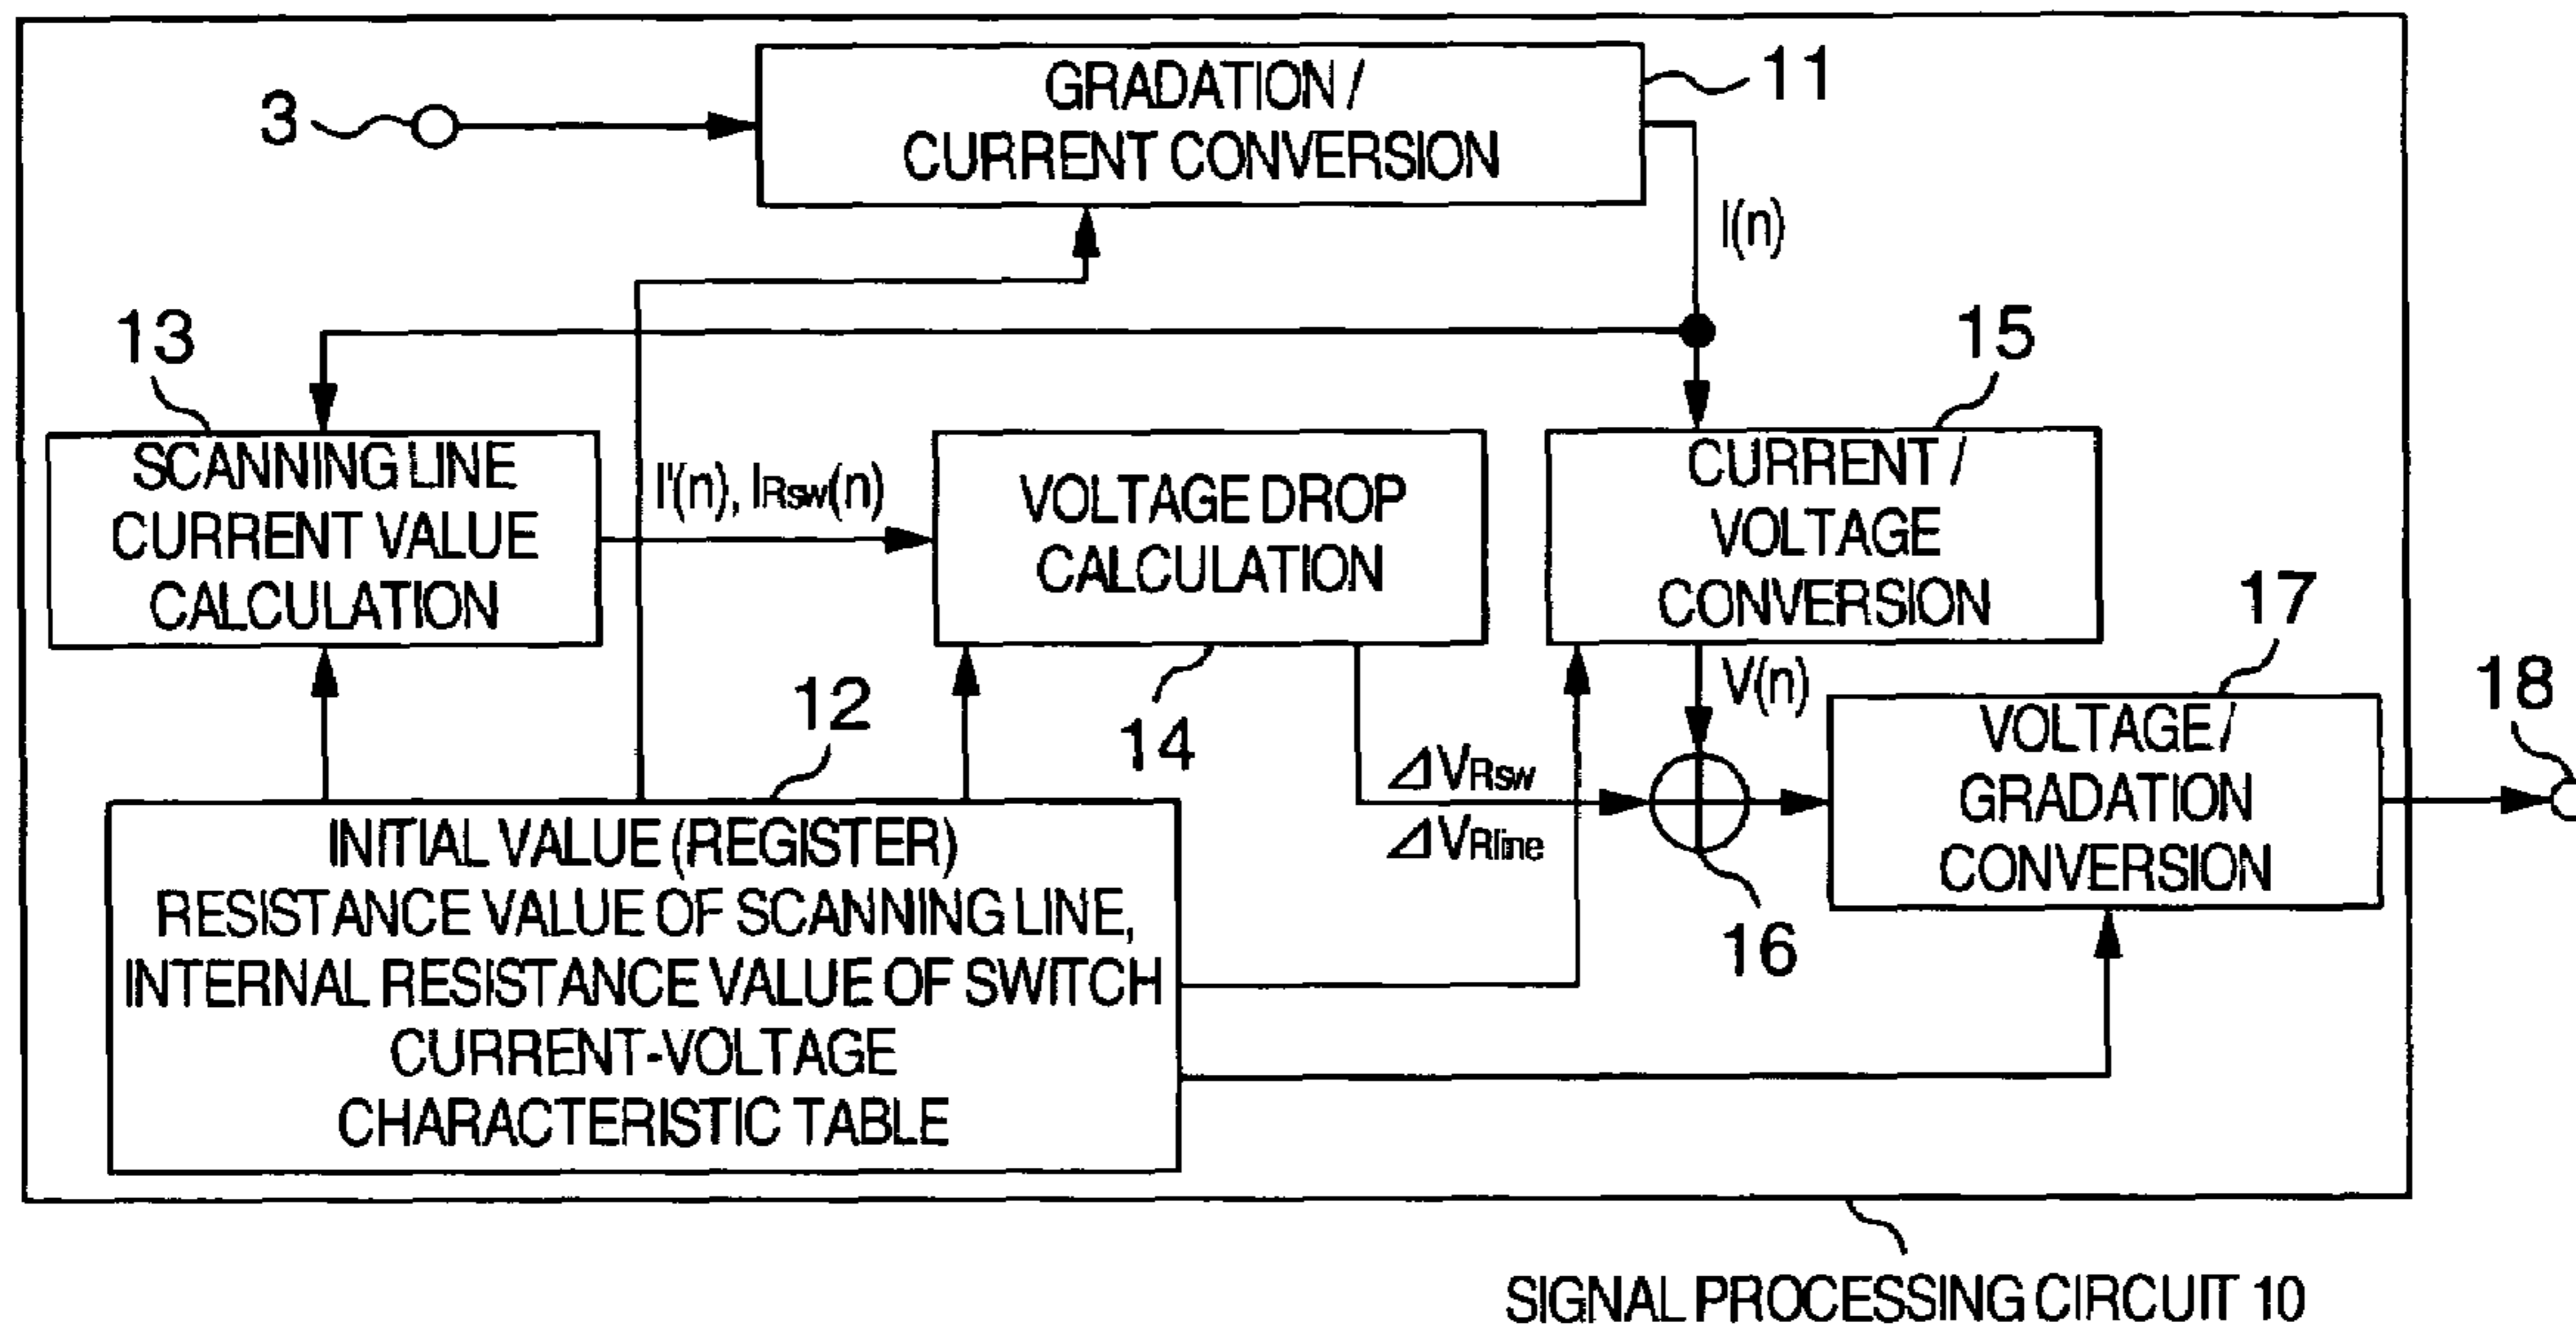 3
GRADATION /
CURRENT CONVERSION
11
I(n)
13
SCANNING LINE
CURRENT VALUE
CALCULATION
I'(n), IRsw(n)
VOLTAGE DROP
CALCULATION
14
15
CURRENT /
VOLTAGE
CONVERSION
V(n)
12
INITIAL VALUE (REGISTER)
RESISTANCE VALUE OF SCANNING LINE,
INTERNAL RESISTANCE VALUE OF SWITCH
CURRENT-VOLTAGE
CHARACTERISTIC TABLE
⊿VRsw
⊿VRline
16
17
VOLTAGE /
GRADATION
CONVERSION
18
SIGNAL PROCESSING CIRCUIT 10